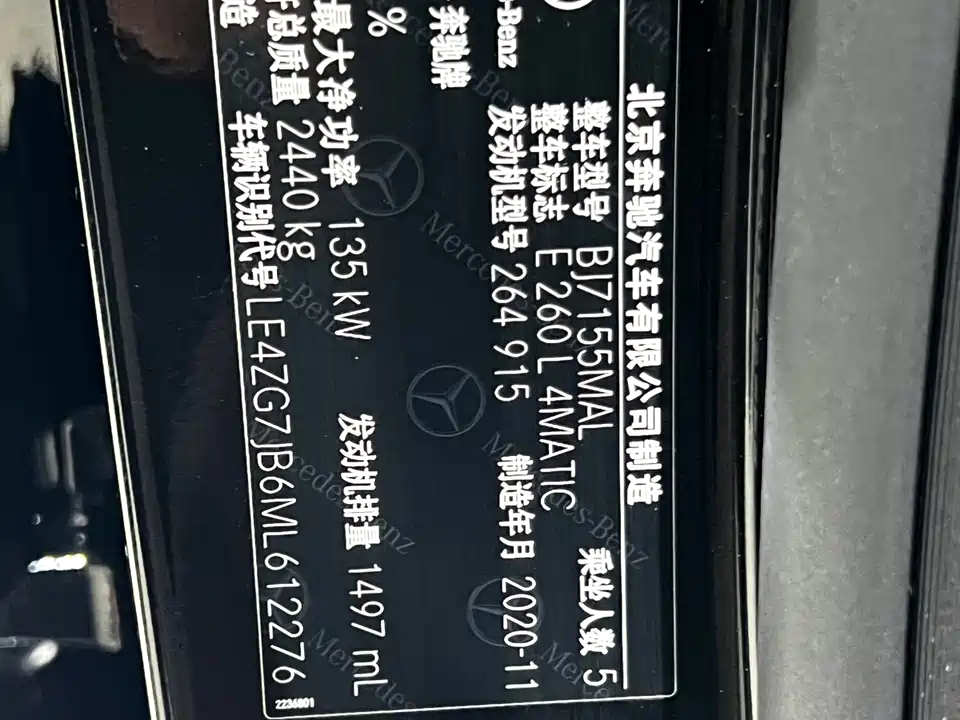 北京奔驰汽车有限公司制造
整车型号 BJ7155MAL 乘坐人数 5
整车标志 E 260 L 4MATIC
-Benz 发动机型号 264 915 制造年月 2020-11
奔驰牌
%
最大净功率 135 kW 发动机排量 1497 mL
总质量 2440 kg
造 车辆识别代号 LE4ZG7JB6ML612276
2236801